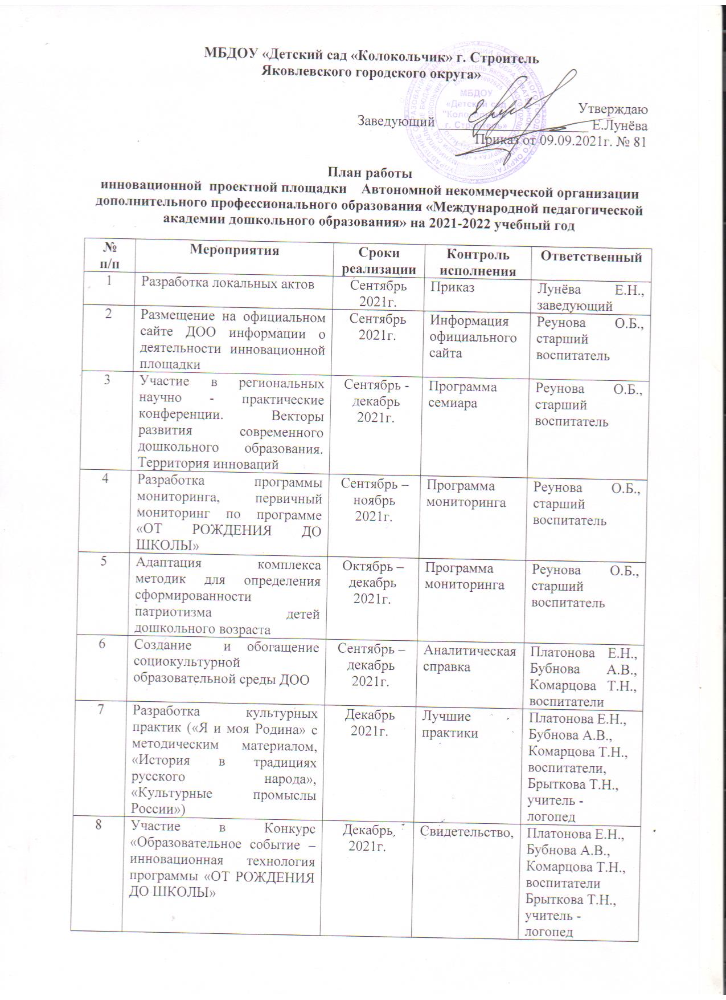 МБДОУ «Детский сад «Колокольчик» г. Строитель
Яковлевского городского округа»
МБДОУ
«Детский сад
"Колокольчик"
г. Строитель»
Утверждаю
Заведующий ____________________ Е.Лунёва
Приказ от 09.09.2021г. № 81
План работы
инновационной проектной площадки Автономной некоммерческой организации
дополнительного профессионального образования «Международной педагогической
академии дошкольного образования» на 2021-2022 учебный год
№ п/п | Мероприятия | Сроки реализации | Контроль исполнения | Ответственный
1
Разработка локальных актов
Сентябрь
2021г.
Приказ
Лунёва Е.Н.,
заведующий
2
Размещение на официальном
сайте ДОО информации о
деятельности инновационной
площадки
Сентябрь
2021г.
Информация
официального
сайта
Реунова О.Б.,
старший
воспитатель
3
Участие в региональных
научно - практические
конференции. Векторы
развития современного
дошкольного образования.
Территория инноваций
Сентябрь -
декабрь
2021г.
Программа
семиара
Реунова О.Б.,
старший
воспитатель
4
Разработка программы
мониторинга, первичный
мониторинг по программе
«ОТ РОЖДЕНИЯ ДО
ШКОЛЫ»
Сентябрь –
ноябрь
2021г.
Программа
мониторинга
Реунова О.Б.,
старший
воспитатель
5
Адаптация комплекса
методик для определения
сформированности
патриотизма детей
дошкольного возраста
Октябрь –
декабрь
2021г.
Программа
мониторинга
Реунова О.Б.,
старший
воспитатель
6
Создание и обогащение
социокультурной
образовательной среды ДОО
Сентябрь –
декабрь
2021г.
Аналитическая
справка
Платонова Е.Н.,
Бубнова А.В.,
Комарцова Т.Н.,
воспитатели
7
Разработка культурных
практик («Я и моя Родина» с
методическим материалом,
«История в традициях
русского народа»,
«Культурные промыслы
России»)
Декабрь
2021г.
Лучшие
практики
Платонова Е.Н.,
Бубнова А.В.,
Комарцова Т.Н.,
воспитатели,
Брыткова Т.Н.,
учитель -
логопед
8
Участие в Конкурс
«Образовательное событие –
инновационная технология
программы «ОТ РОЖДЕНИЯ
ДО ШКОЛЫ»
Декабрь
2021г.
Свидетельство,
Платонова Е.Н.,
Бубнова А.В.,
Комарцова Т.Н.,
воспитатели
Брыткова Т.Н.,
учитель -
логопед